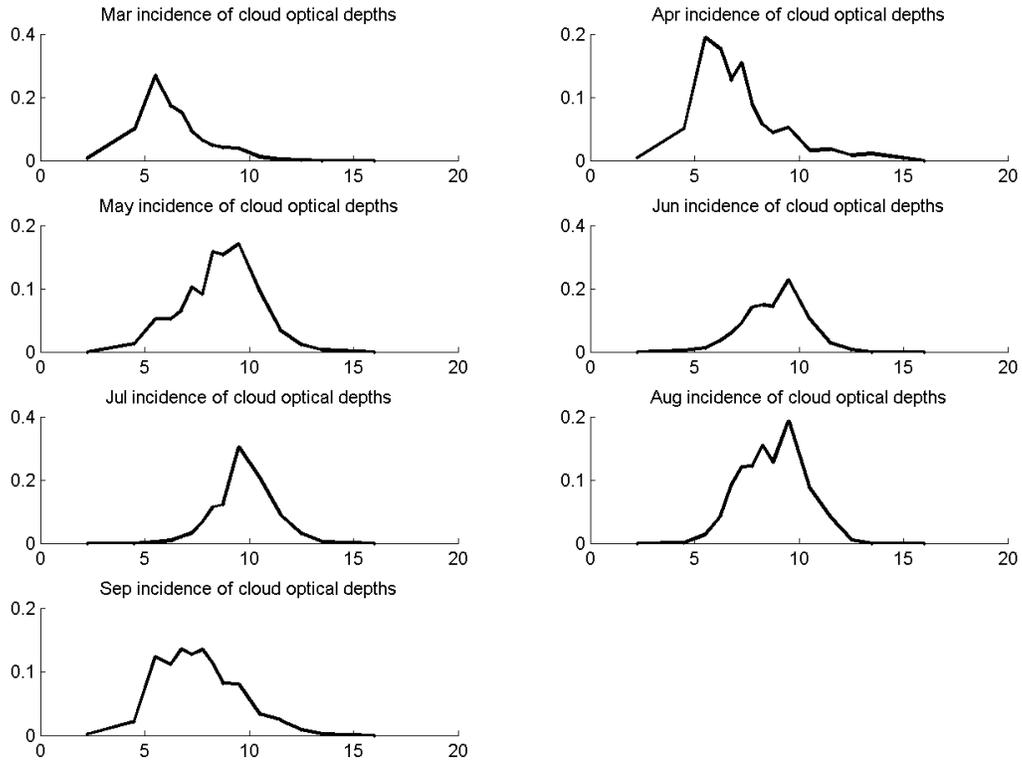 Mar incidence of cloud optical depths
0.4
0.2
0
0 5 10 15 20
Apr incidence of cloud optical depths
0.2
0.1
0
0 5 10 15 20
May incidence of cloud optical depths
0.2
0.1
0
0 5 10 15 20
Jun incidence of cloud optical depths
0.4
0.2
0
0 5 10 15 20
Jul incidence of cloud optical depths
0.4
0.2
0
0 5 10 15 20
Aug incidence of cloud optical depths
0.2
0.1
0
0 5 10 15 20
Sep incidence of cloud optical depths
0.2
0.1
0
0 5 10 15 20